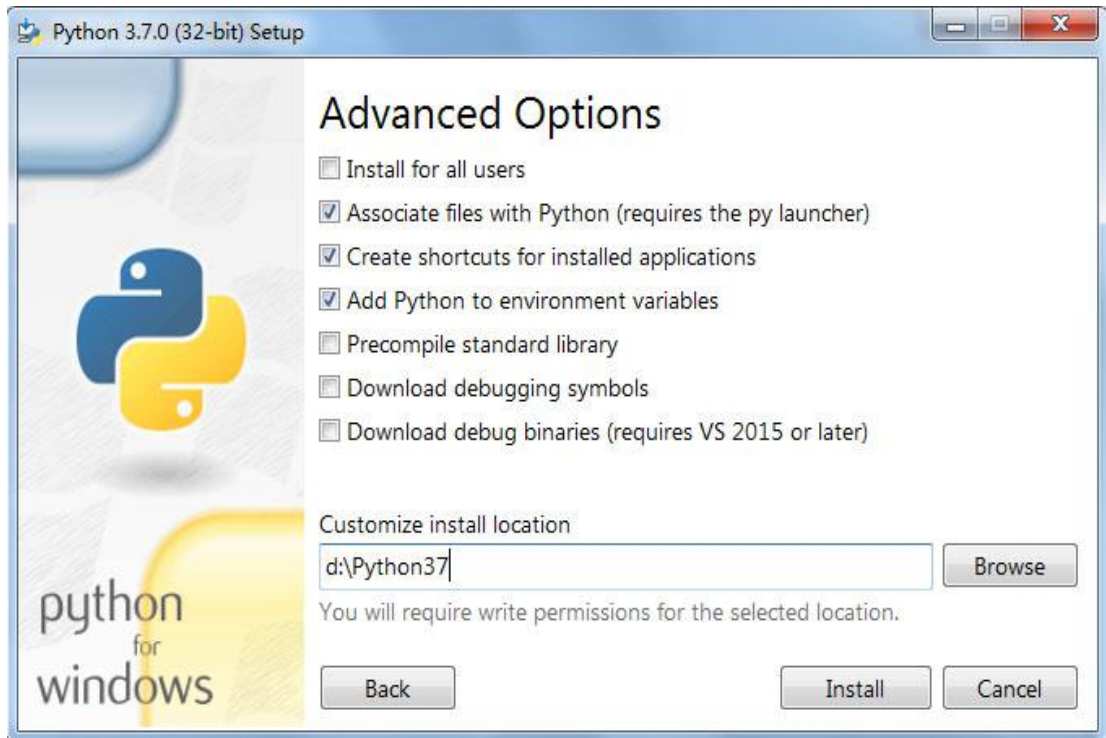 Python 3.7.0 (32-bit) Setup
Advanced Options
Install for all users
Associate files with Python (requires the py launcher)
Create shortcuts for installed applications
Add Python to environment variables
Precompile standard library
Download debugging symbols
Download debug binaries (requires VS 2015 or later)
Customize install location
d:\Python37
Browse
You will require write permissions for the selected location.
python
for
windows
Back
Install
Cancel